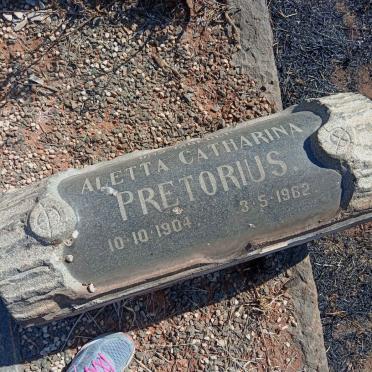 ALETTA CATHARINA
PRETORIUS
10·10·1904 3·5·1962